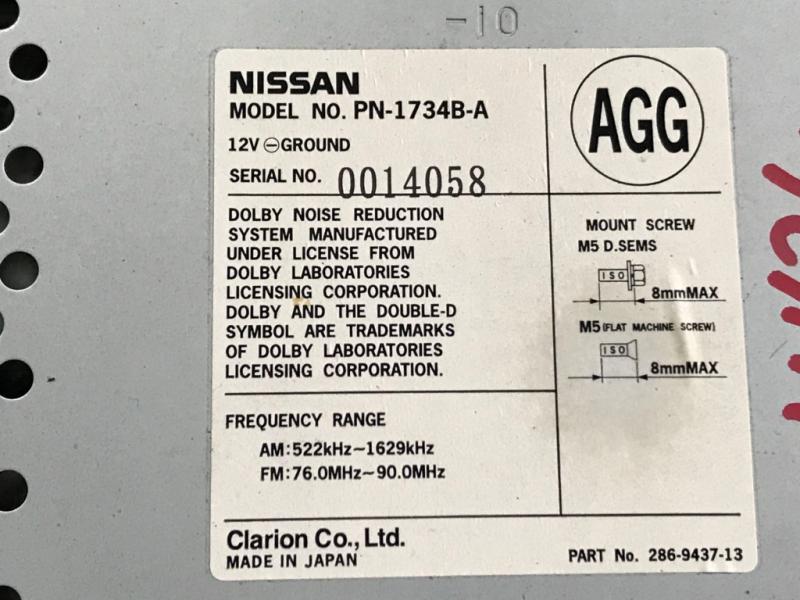 -10
NISSAN
MODEL NO. PN-1734B-A
12V ⊖ GROUND
SERIAL NO. 0014058
AGG
DOLBY NOISE REDUCTION
SYSTEM MANUFACTURED
UNDER LICENSE FROM
DOLBY LABORATORIES
LICENSING CORPORATION.
DOLBY AND THE DOUBLE-D
SYMBOL ARE TRADEMARKS
OF DOLBY LABORATORIES
LICENSING CORPORATION.
MOUNT SCREW
M5 D.SEMS
ISO
8mmMAX
M5 (FLAT MACHINE SCREW)
ISO
8mmMAX
FREQUENCY RANGE
AM:522kHz~1629kHz
FM:76.0MHz~90.0MHz
Clarion Co., Ltd.
MADE IN JAPAN
PART No. 286-9437-13